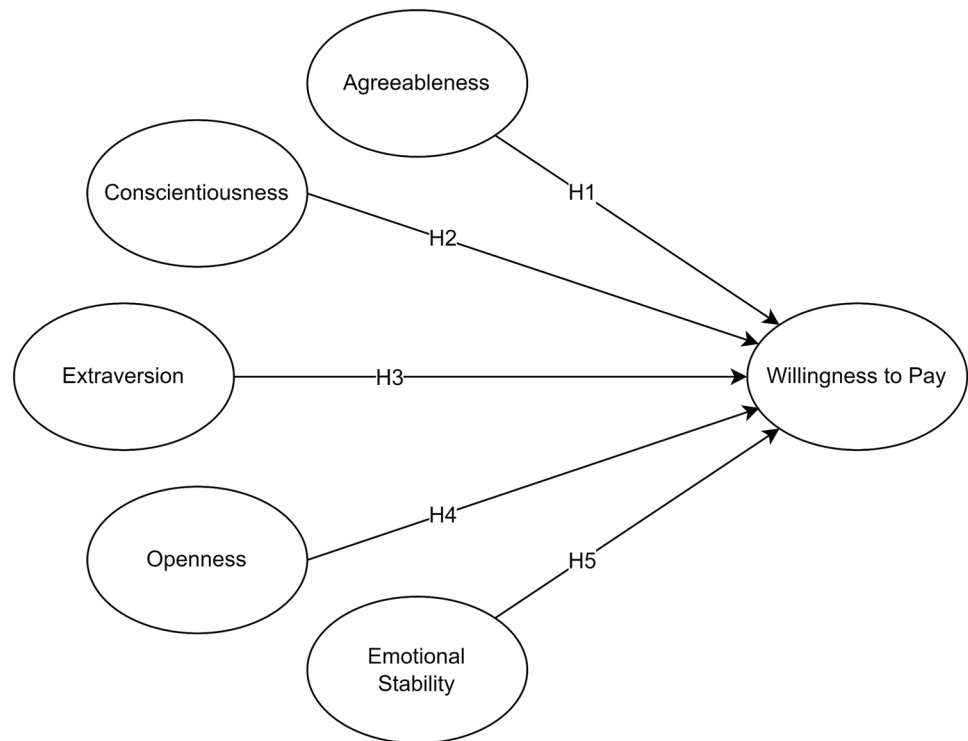 Agreeableness
H1
Conscientiousness
H2
Extraversion
H3
Willingness to Pay
Openness
H4
H5
Emotional
Stability